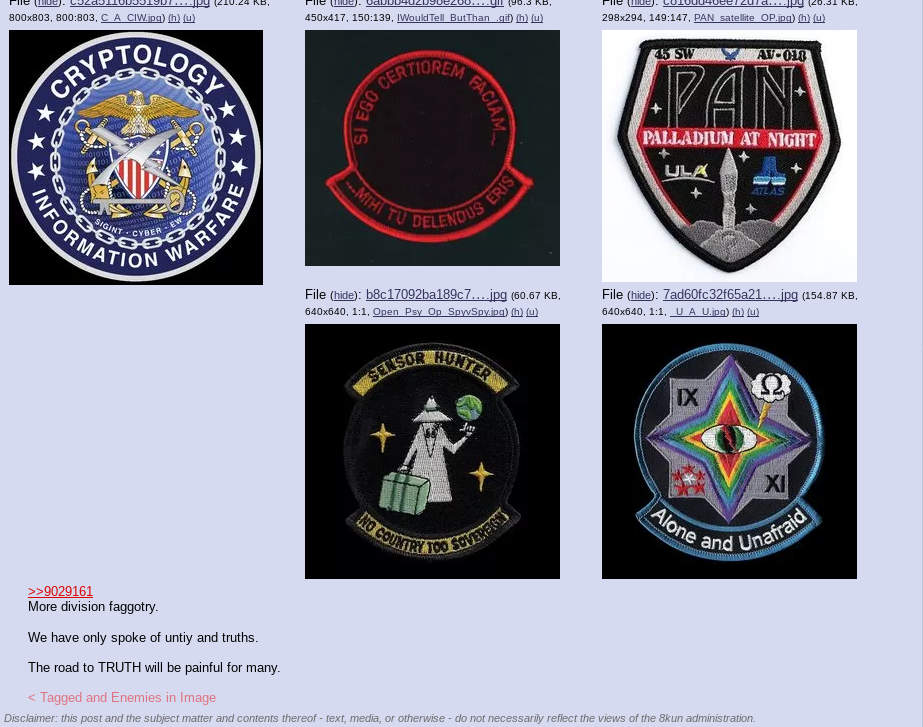 File (hide): c52a511fb5519b7….jpg (210.24 KB,
800x803, 800:803, C_A_CIW.jpg) (h) (u)
CRYPTOLOGY
SIGINT · CYBER - EW
INFORMATION WARFARE
(hide): (96.3 KB,
450x417, 150:139, IWouldTell_ButThan_.gif) (h) (u)
SI EGO CERTIOREM FACIAM...
...MIHI TU DELENDUS ERIS
File (hide): c816dd46ee72d7a….jpg (26.31 KB,
298x294, 149:147, PAN_satellite_OP.jpg) (h) (u)
45 SW AV-018
PAN
PALLADIUM AT NIGHT
ULA
ATLAS
File (hide): b8c17092ba189c7….jpg (60.67 KB,
640x640, 1:1, Open_Psy_Op_SpyvSpy.jpg) (h) (u)
SENSOR HUNTER
NO COUNTRY TOO SOVEREIGN
File (hide): 7ad60fc32f65a21….jpg (154.87 KB,
640x640, 1:1, _U_A_U.jpg) (h) (u)
Ω
IX
XI
Alone and Unafraid
>>9029161
More division faggotry.
We have only spoke of untiy and truths.
The road to TRUTH will be painful for many.
< Tagged and Enemies in Image
Disclaimer: this post and the subject matter and contents thereof - text, media, or otherwise - do not necessarily reflect the views of the 8kun administration.